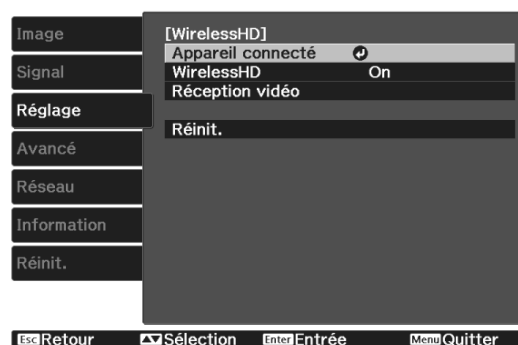 Image
Signal
Réglage
Avancé
Réseau
Information
Réinit.
[WirelessHD]
Appareil connecté
WirelessHD On
Réception vidéo
Réinit.
Esc Retour Sélection Enter Entrée Menu Quitter